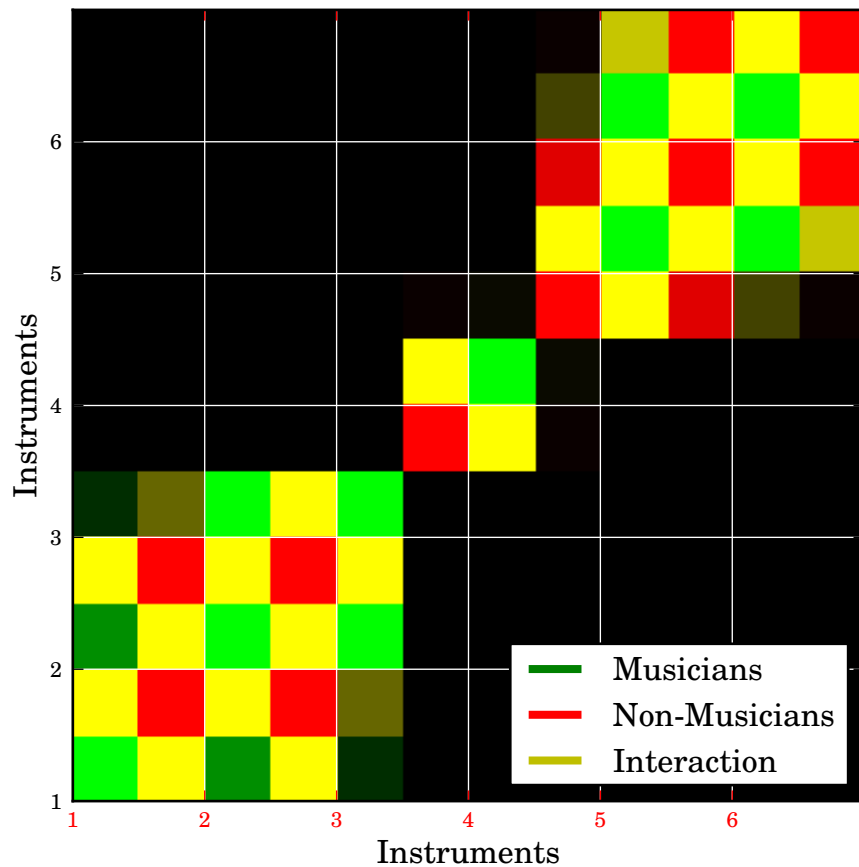 Instruments
6
5
4
3
2
1
Musicians
Non-Musicians
Interaction
1 2 3 4 5 6
Instruments